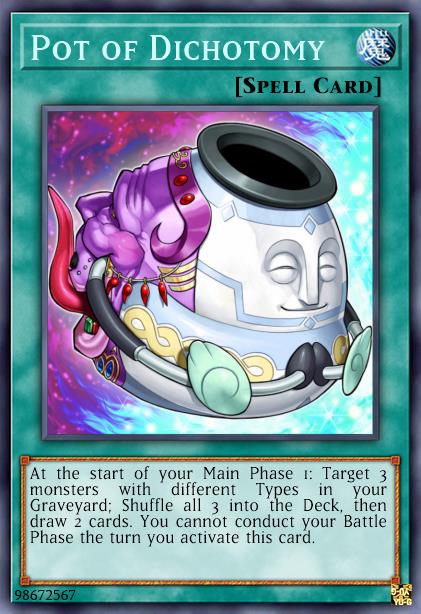 POT OF DICHOTOMY
魔
[SPELL CARD]
At the start of your Main Phase 1: Target 3
monsters with different Types in your
Graveyard; Shuffle all 3 into the Deck, then
draw 2 cards. You cannot conduct your Battle
Phase the turn you activate this card.
98672567